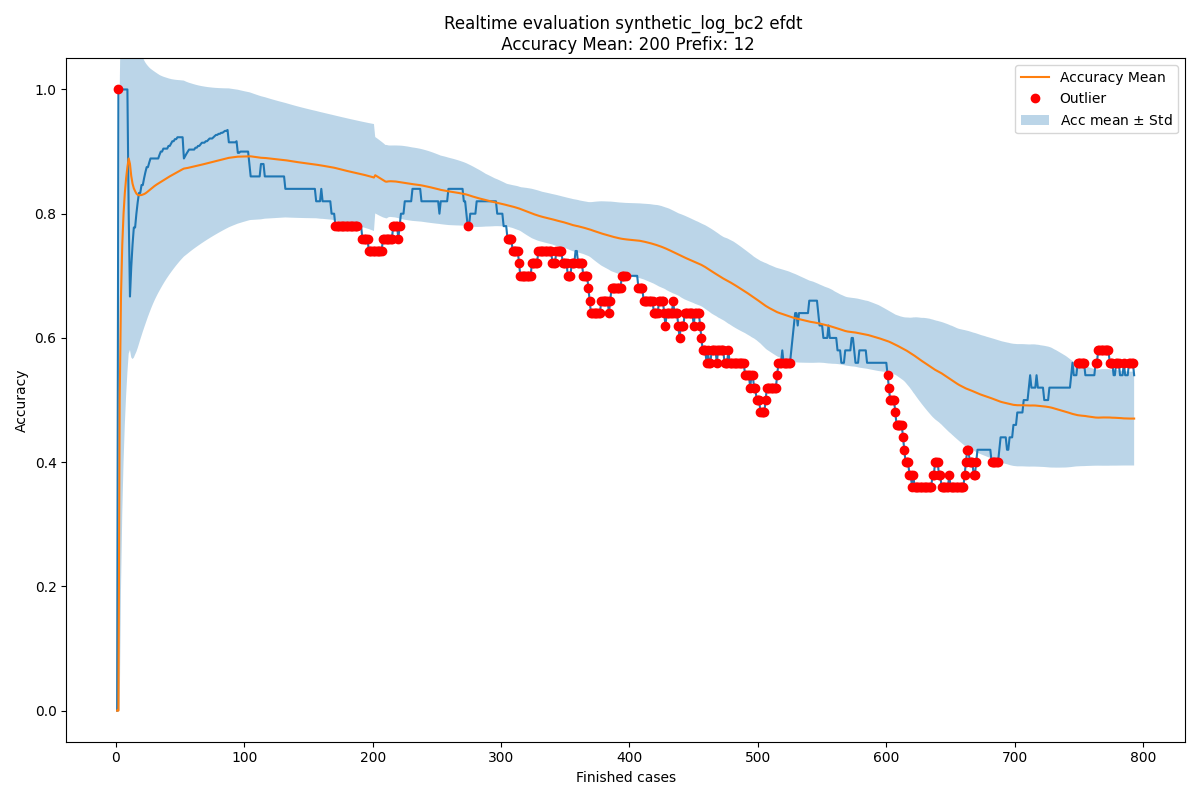 Realtime evaluation synthetic_log_bc2 efdt
Accuracy Mean: 200 Prefix: 12
Accuracy Mean
Outlier
Acc mean ± Std
Accuracy
1.0
0.8
0.6
0.4
0.2
0.0
0 100 200 300 400 500 600 700 800
Finished cases